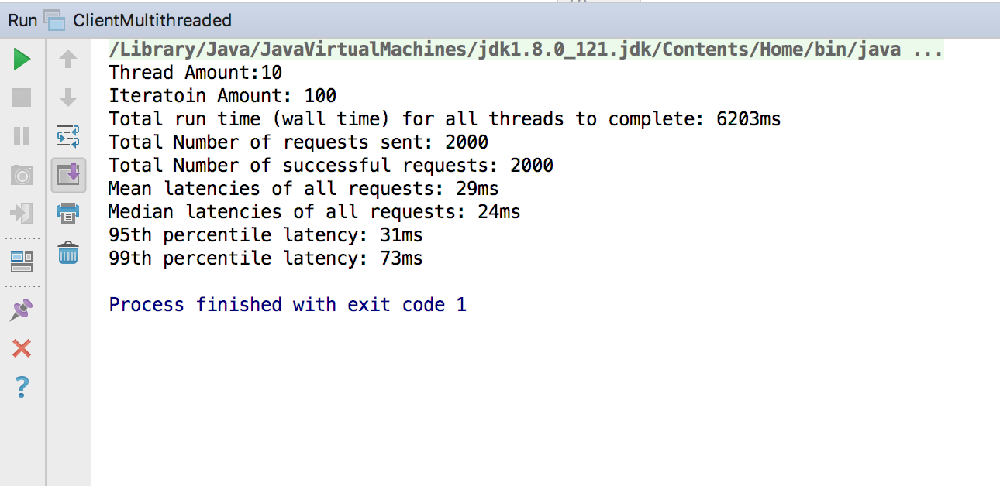 Run ClientMultithreaded
/Library/Java/JavaVirtualMachines/jdk1.8.0_121.jdk/Contents/Home/bin/java ...
Thread Amount:10
Iteratoin Amount: 100
Total run time (wall time) for all threads to complete: 6203ms
Total Number of requests sent: 2000
Total Number of successful requests: 2000
Mean latencies of all requests: 29ms
Median latencies of all requests: 24ms
95th percentile latency: 31ms
99th percentile latency: 73ms
Process finished with exit code 1
?